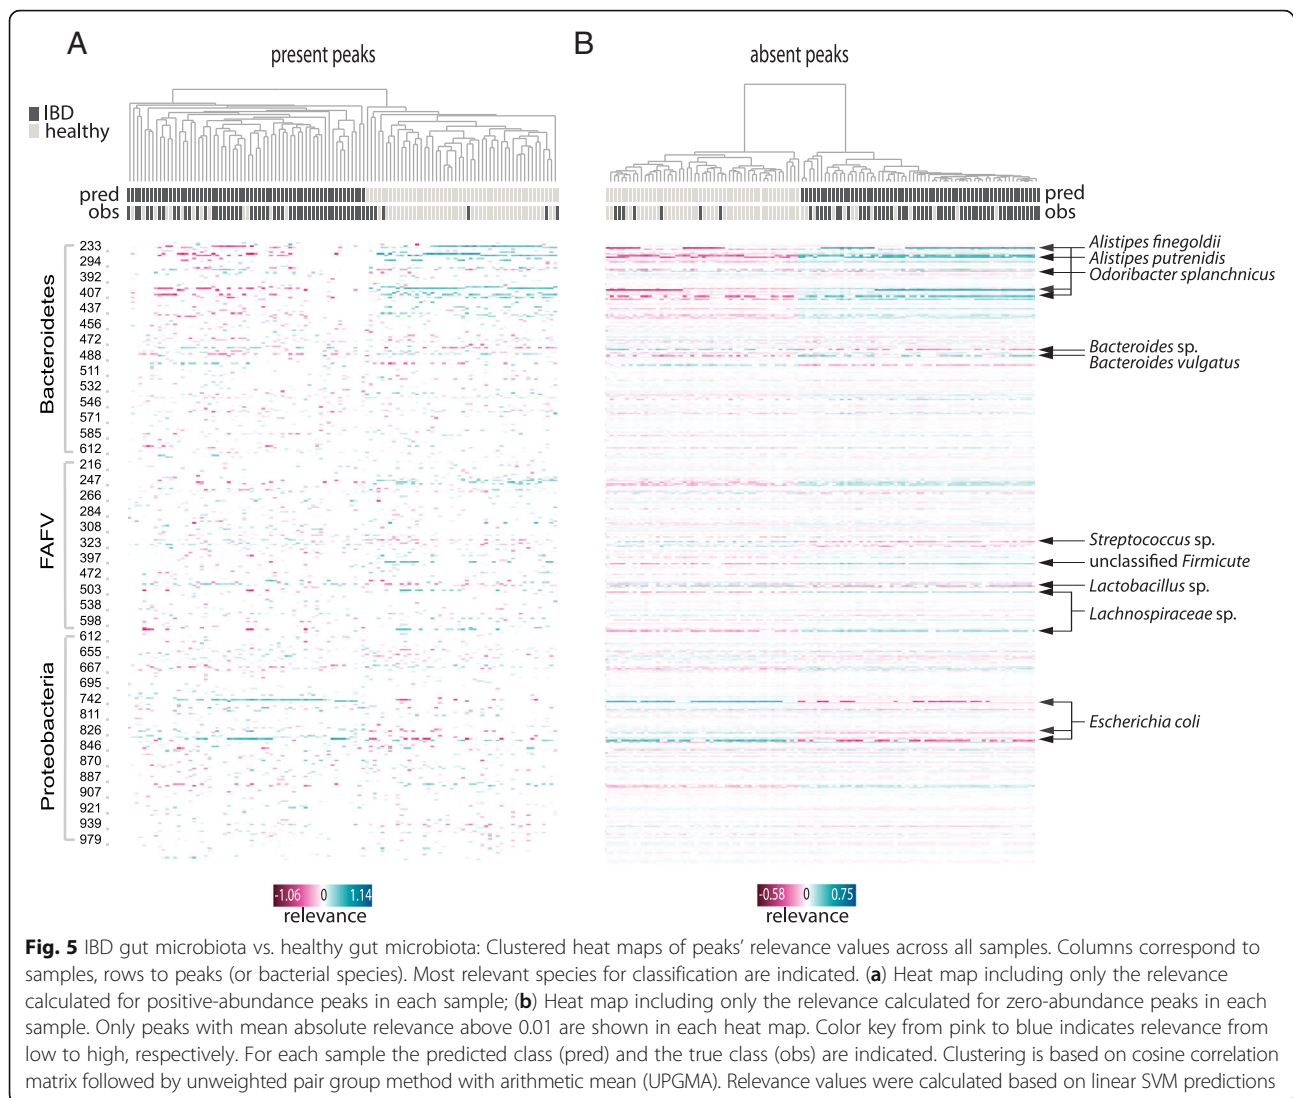 A
present peaks
B
absent peaks
IBD
healthy
pred
obs
pred
obs
Bacteroidetes
233
294
392
407
437
456
472
488
511
532
546
571
585
612
FAFV
216
247
266
284
308
323
397
472
503
538
598
612
Proteobacteria
655
667
695
742
811
826
846
870
887
907
921
939
979
Alistipes finegoldii
Alistipes putrenidis
Odoribacter splanchnicus
Bacteroides sp.
Bacteroides vulgatus
Streptococcus sp.
unclassified Firmicute
Lactobacillus sp.
Lachnospiraceae sp.
Escherichia coli
-1.06 0 1.14
relevance
-0.58 0 0.75
relevance
Fig. 5 IBD gut microbiota vs. healthy gut microbiota: Clustered heat maps of peaks' relevance values across all samples. Columns correspond to
samples, rows to peaks (or bacterial species). Most relevant species for classification are indicated. (a) Heat map including only the relevance
calculated for positive-abundance peaks in each sample; (b) Heat map including only the relevance calculated for zero-abundance peaks in each
sample. Only peaks with mean absolute relevance above 0.01 are shown in each heat map. Color key from pink to blue indicates relevance from
low to high, respectively. For each sample the predicted class (pred) and the true class (obs) are indicated. Clustering is based on cosine correlation
matrix followed by unweighted pair group method with arithmetic mean (UPGMA). Relevance values were calculated based on linear SVM predictions